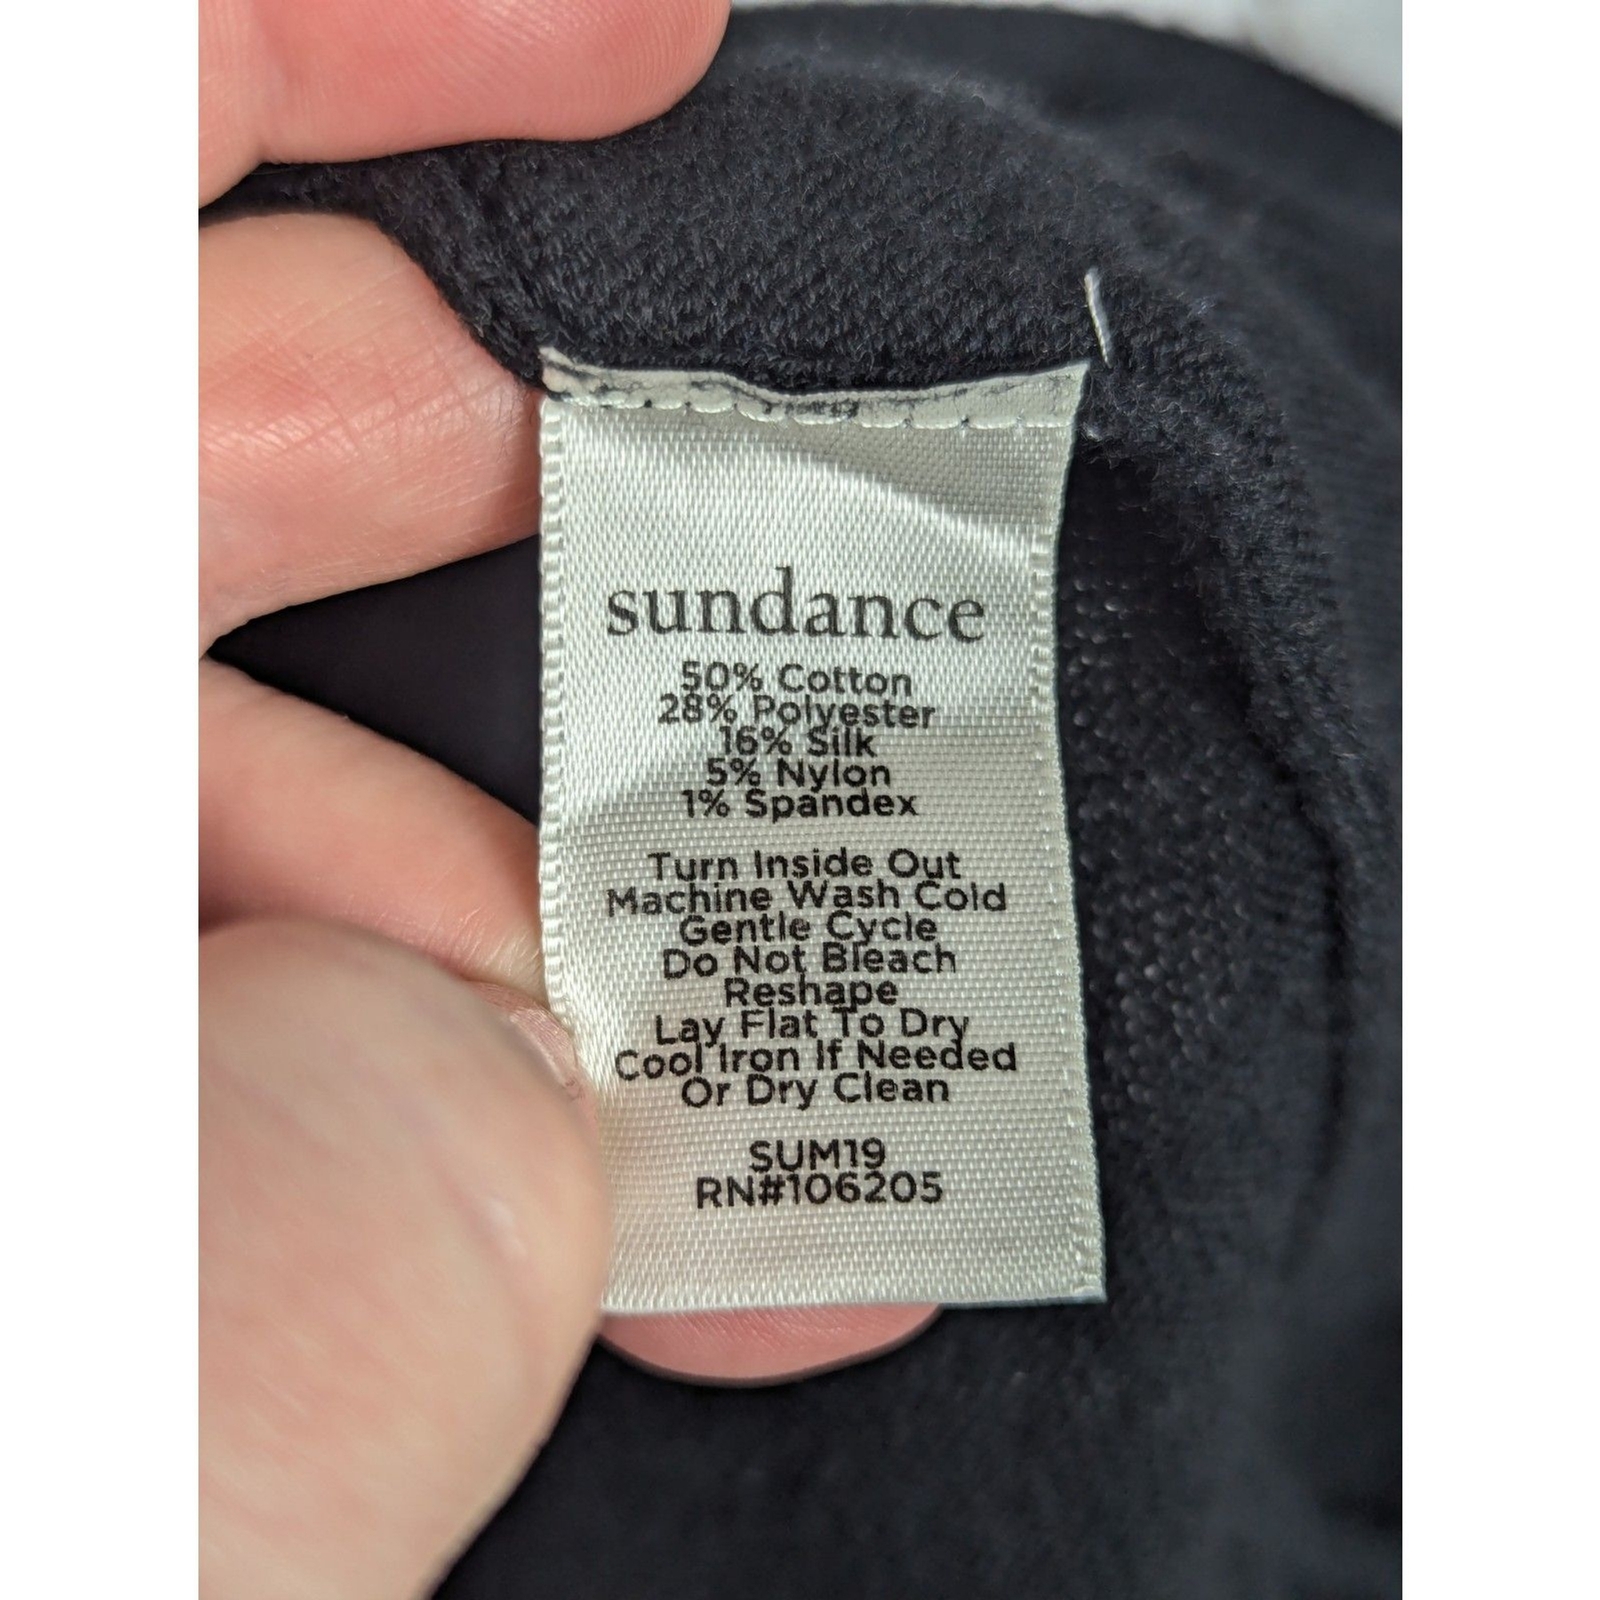 sundance
50% Cotton
28% Polyester
16% Silk
5% Nylon
1% Spandex
Turn Inside Out
Machine Wash Cold
Gentle Cycle
Do Not Bleach
Reshape
Lay Flat To Dry
Cool Iron If Needed
Or Dry Clean
SUM19
RN#106205